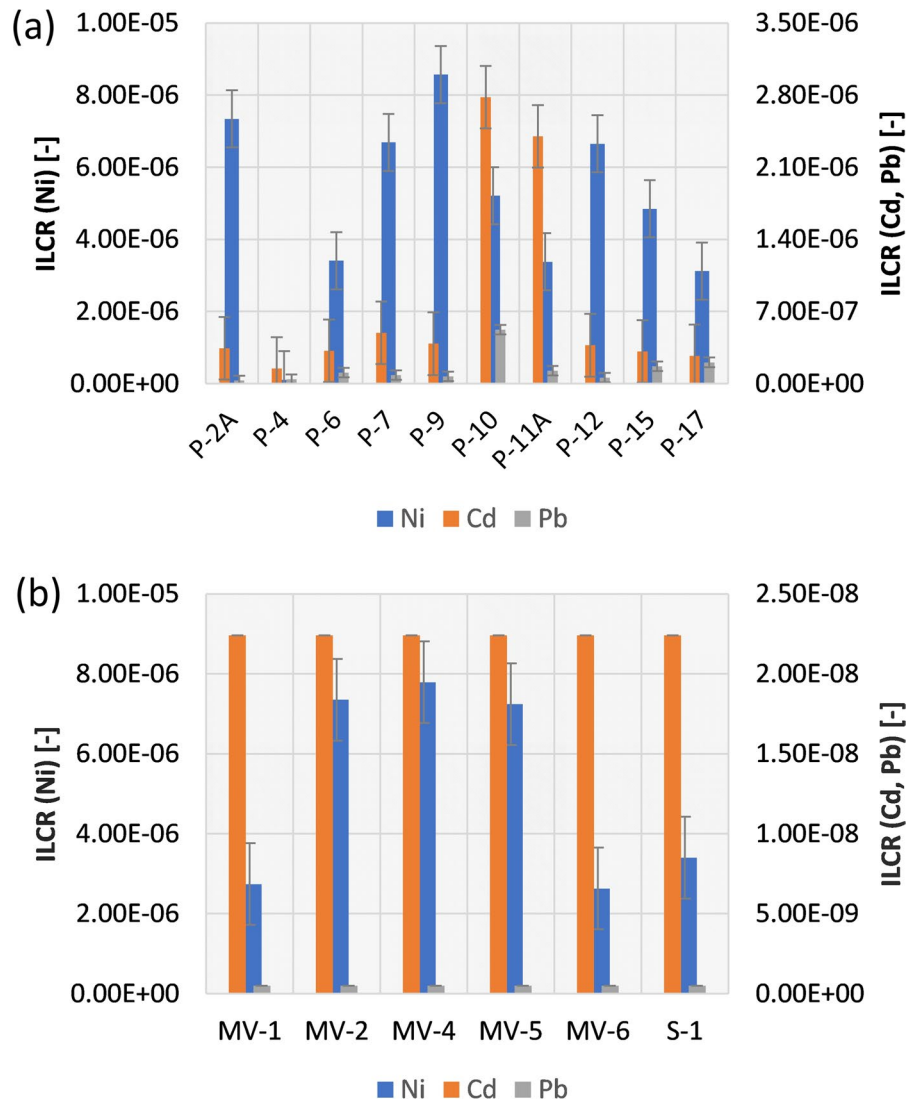 (a)
ILCR (Ni) [-]
1.00E-05
8.00E-06
6.00E-06
4.00E-06
2.00E-06
0.00E+00
3.50E-06
2.80E-06
2.10E-06
1.40E-06
7.00E-07
0.00E+00
ILCR (Cd, Pb) [-]
P-2A
P-4
P-6
P-7
P-9
P-10
P-11A
P-12
P-15
P-17
Ni Cd Pb
(b)
ILCR (Ni) [-]
1.00E-05
8.00E-06
6.00E-06
4.00E-06
2.00E-06
0.00E+00
2.50E-08
2.00E-08
1.50E-08
1.00E-08
5.00E-09
0.00E+00
ILCR (Cd, Pb) [-]
MV-1 MV-2 MV-4 MV-5 MV-6 S-1
Ni Cd Pb